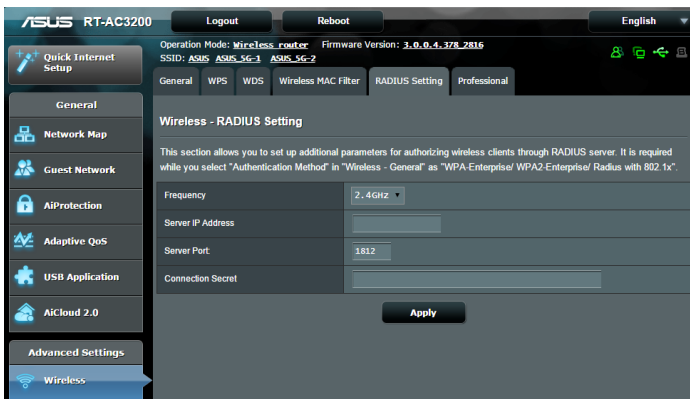 ASUS RT-AC3200 Logout Reboot English
Quick Internet Setup
Operation Mode: Wireless router Firmware Version: 3.0.0.4.378_2816
SSID: ASUS ASUS_5G-1 ASUS_5G-2
General WPS WDS Wireless MAC Filter RADIUS Setting Professional
General
Network Map
Guest Network
AiProtection
Adaptive QoS
USB Application
AiCloud 2.0
Advanced Settings
Wireless
Wireless - RADIUS Setting
This section allows you to set up additional parameters for authorizing wireless clients through RADIUS server. It is required
while you select "Authentication Method" in "Wireless - General" as "WPA-Enterprise/ WPA2-Enterprise/ Radius with 802.1x".
Frequency 2.4GHz
Server IP Address
Server Port: 1812
Connection Secret
Apply